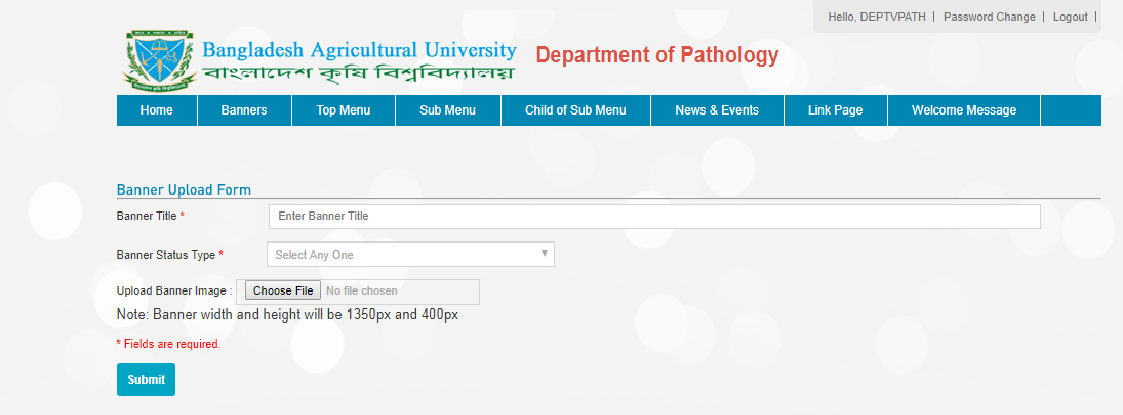 Hello, DEPTVPATH | Password Change | Logout |
Bangladesh Agricultural University
বাংলাদেশ কৃষি বিশ্ববিদ্যালয়
Department of Pathology
Home Banners Top Menu Sub Menu Child of Sub Menu News & Events Link Page Welcome Message
Banner Upload Form
Banner Title * Enter Banner Title
Banner Status Type * Select Any One
Upload Banner Image : Choose File No file chosen
Note: Banner width and height will be 1350px and 400px
* Fields are required.
Submit